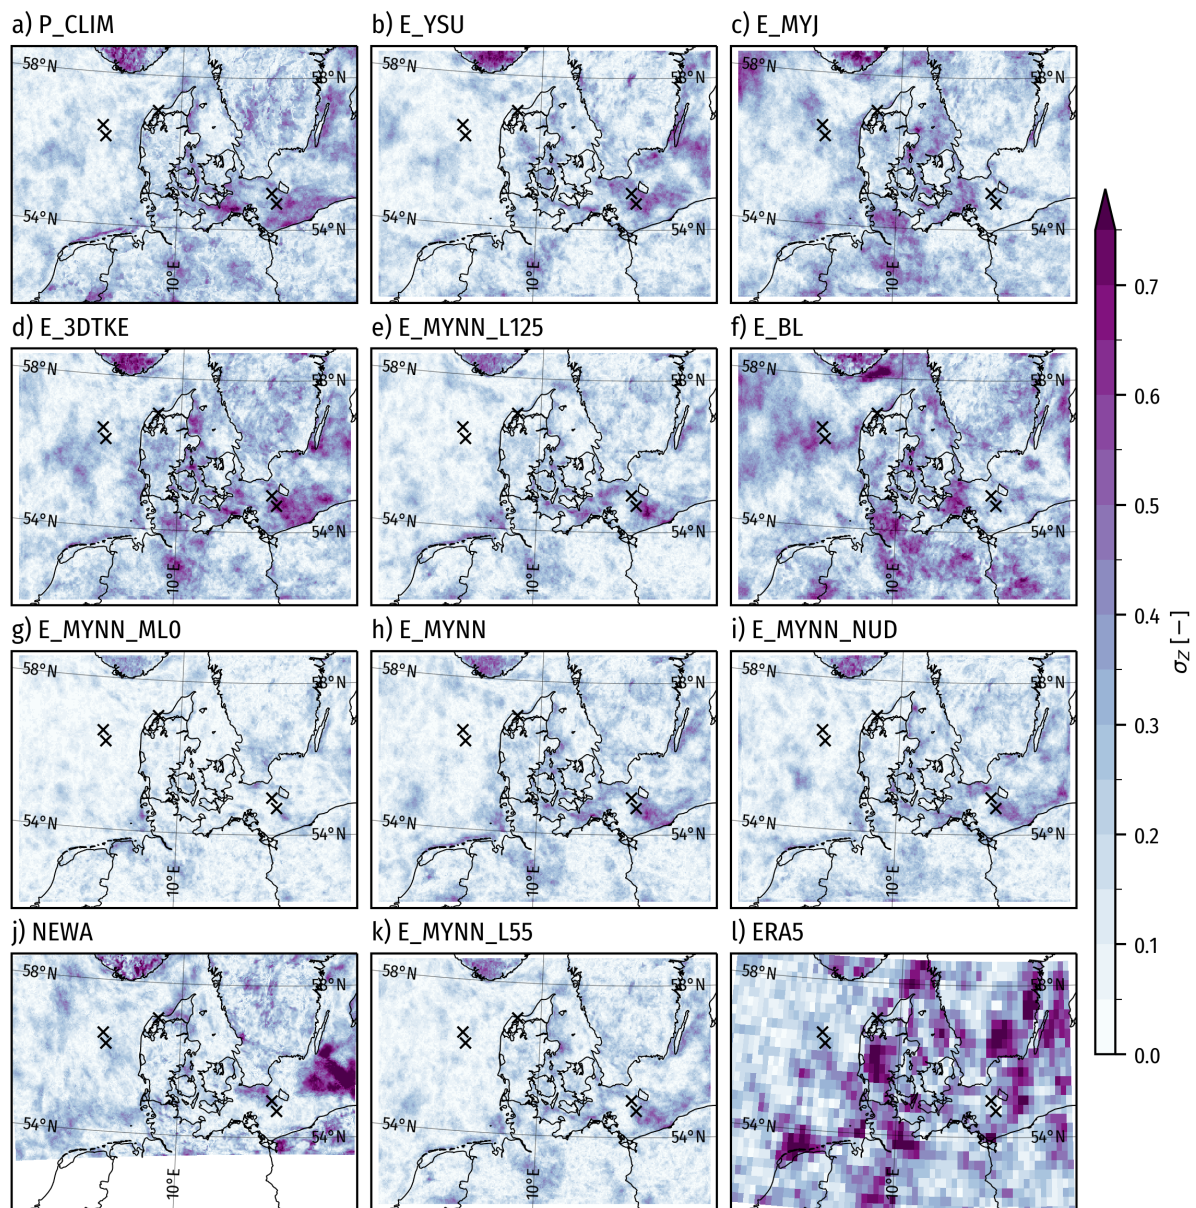 a) P_CLIM
b) E_YSU
c) E_MYJ
58°N 58°N 58°N 58°N 58°N 58°N
54°N 54°N 54°N 54°N 54°N 54°N
10°E 10°E 10°E
d) E_3DTKE
e) E_MYNN_L125
f) E_BL
58°N 58°N 58°N 58°N 58°N 58°N
54°N 54°N 54°N 54°N 54°N 54°N
10°E 10°E 10°E
g) E_MYNN_ML0
h) E_MYNN
i) E_MYNN_NUD
58°N 58°N 58°N 58°N 58°N 58°N
54°N 54°N 54°N 54°N 54°N 54°N
10°E 10°E 10°E
j) NEWA
k) E_MYNN_L55
l) ERA5
58°N 58°N 58°N 58°N 58°N 58°N
54°N 54°N 54°N 54°N 54°N 54°N
10°E 10°E 10°E
0.7
0.6
0.5
0.4
0.3
0.2
0.1
0.0
σZ [−]